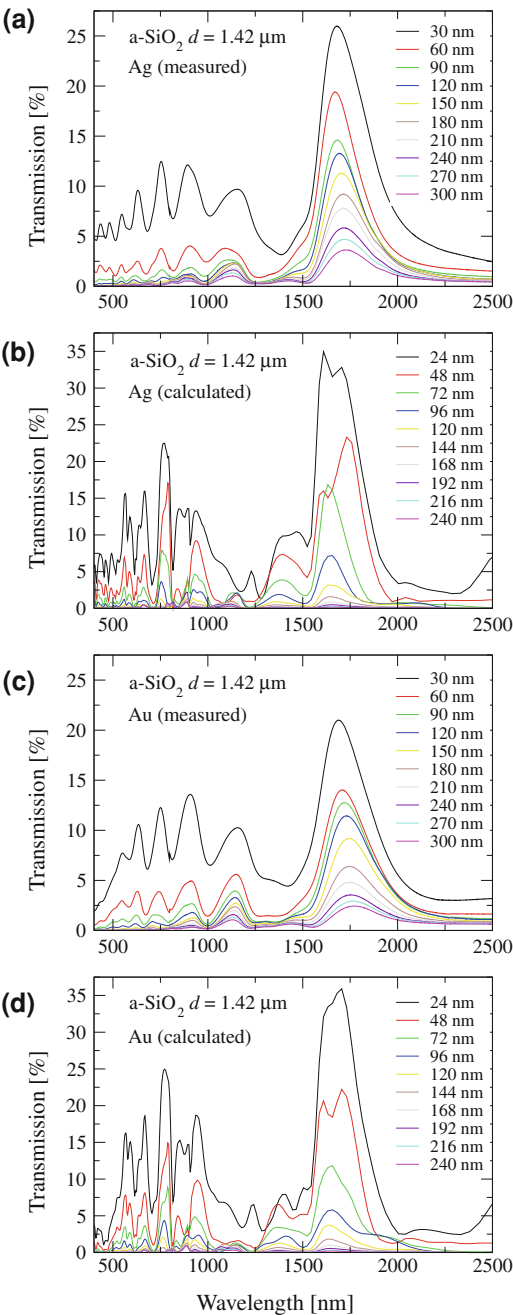 (a)
a-SiO₂ d = 1.42 μm
Ag (measured)
30 nm
60 nm
90 nm
120 nm
150 nm
180 nm
210 nm
240 nm
270 nm
300 nm
Transmission [%]
25
20
15
10
5
0
500 1000 1500 2000 2500
(b)
a-SiO₂ d = 1.42 μm
Ag (calculated)
24 nm
48 nm
72 nm
96 nm
120 nm
144 nm
168 nm
192 nm
216 nm
240 nm
Transmission [%]
35
30
25
20
15
10
5
0
500 1000 1500 2000 2500
(c)
a-SiO₂ d = 1.42 μm
Au (measured)
30 nm
60 nm
90 nm
120 nm
150 nm
180 nm
210 nm
240 nm
270 nm
300 nm
Transmission [%]
25
20
15
10
5
0
500 1000 1500 2000 2500
(d)
a-SiO₂ d = 1.42 μm
Au (calculated)
24 nm
48 nm
72 nm
96 nm
120 nm
144 nm
168 nm
192 nm
216 nm
240 nm
Transmission [%]
35
30
25
20
15
10
5
0
500 1000 1500 2000 2500
Wavelength [nm]